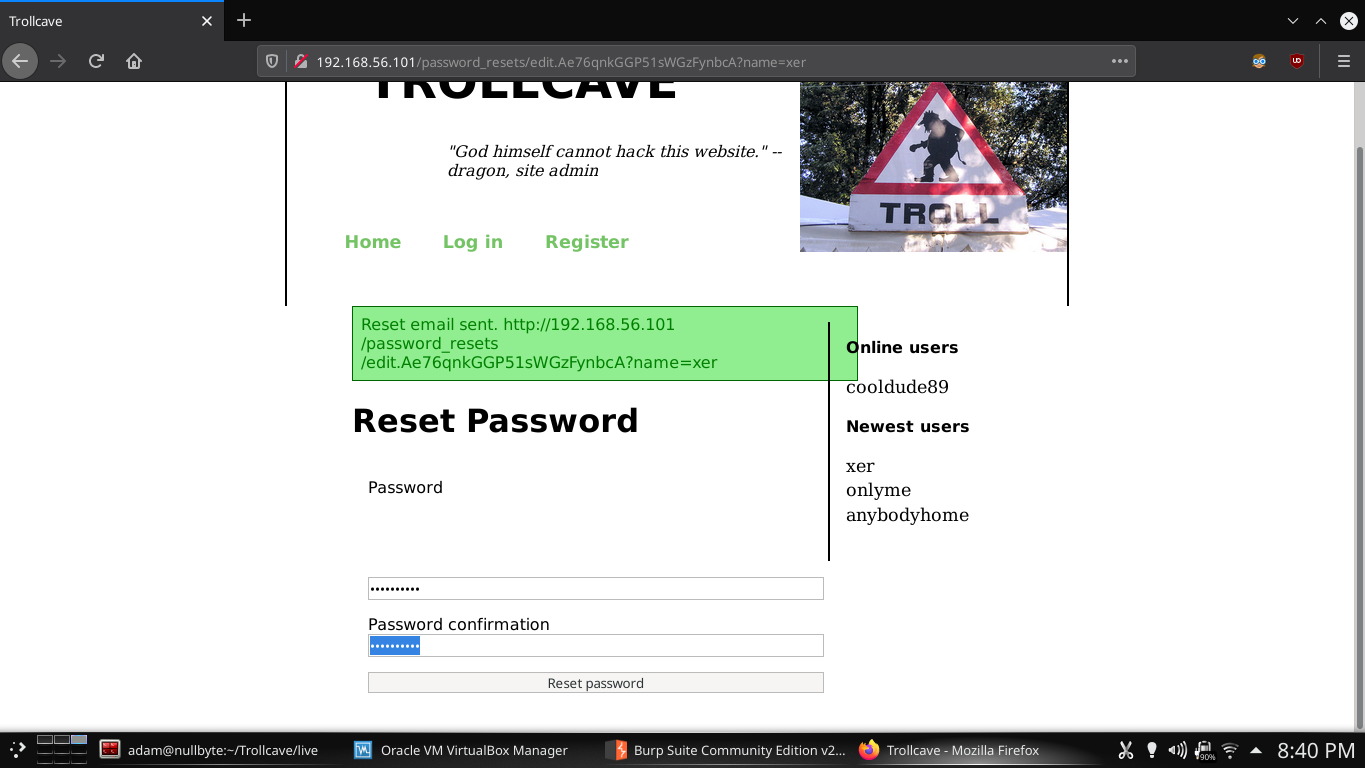 Trollcave
192.168.56.101/password_resets/edit.Ae76qnkGGP51sWGzFynbcA?name=xer
TROLLCAVE
"God himself cannot hack this website." --
dragon, site admin
TROLL
Home Log in Register
Reset email sent. http://192.168.56.101
/password_resets
/edit.Ae76qnkGGP51sWGzFynbcA?name=xer
Online users
cooldude89
Newest users
xer
onlyme
anybodyhome
Reset Password
Password
Password confirmation
Reset password
adam@nullbyte:~/Trollcave/live
Oracle VM VirtualBox Manager
Burp Suite Community Edition v2...
Trollcave - Mozilla Firefox
90%
8:40 PM